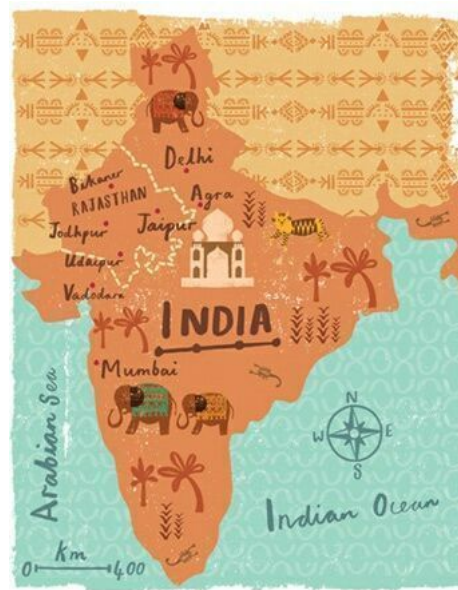 Delhi
Bikaner
RAJASTHAN
Agra
Jodhpur
Jaipur
Udaipur
Vadodara
INDIA
Mumbai
Arabian Sea
N
W E
S
Indian Ocean
Km
0 400